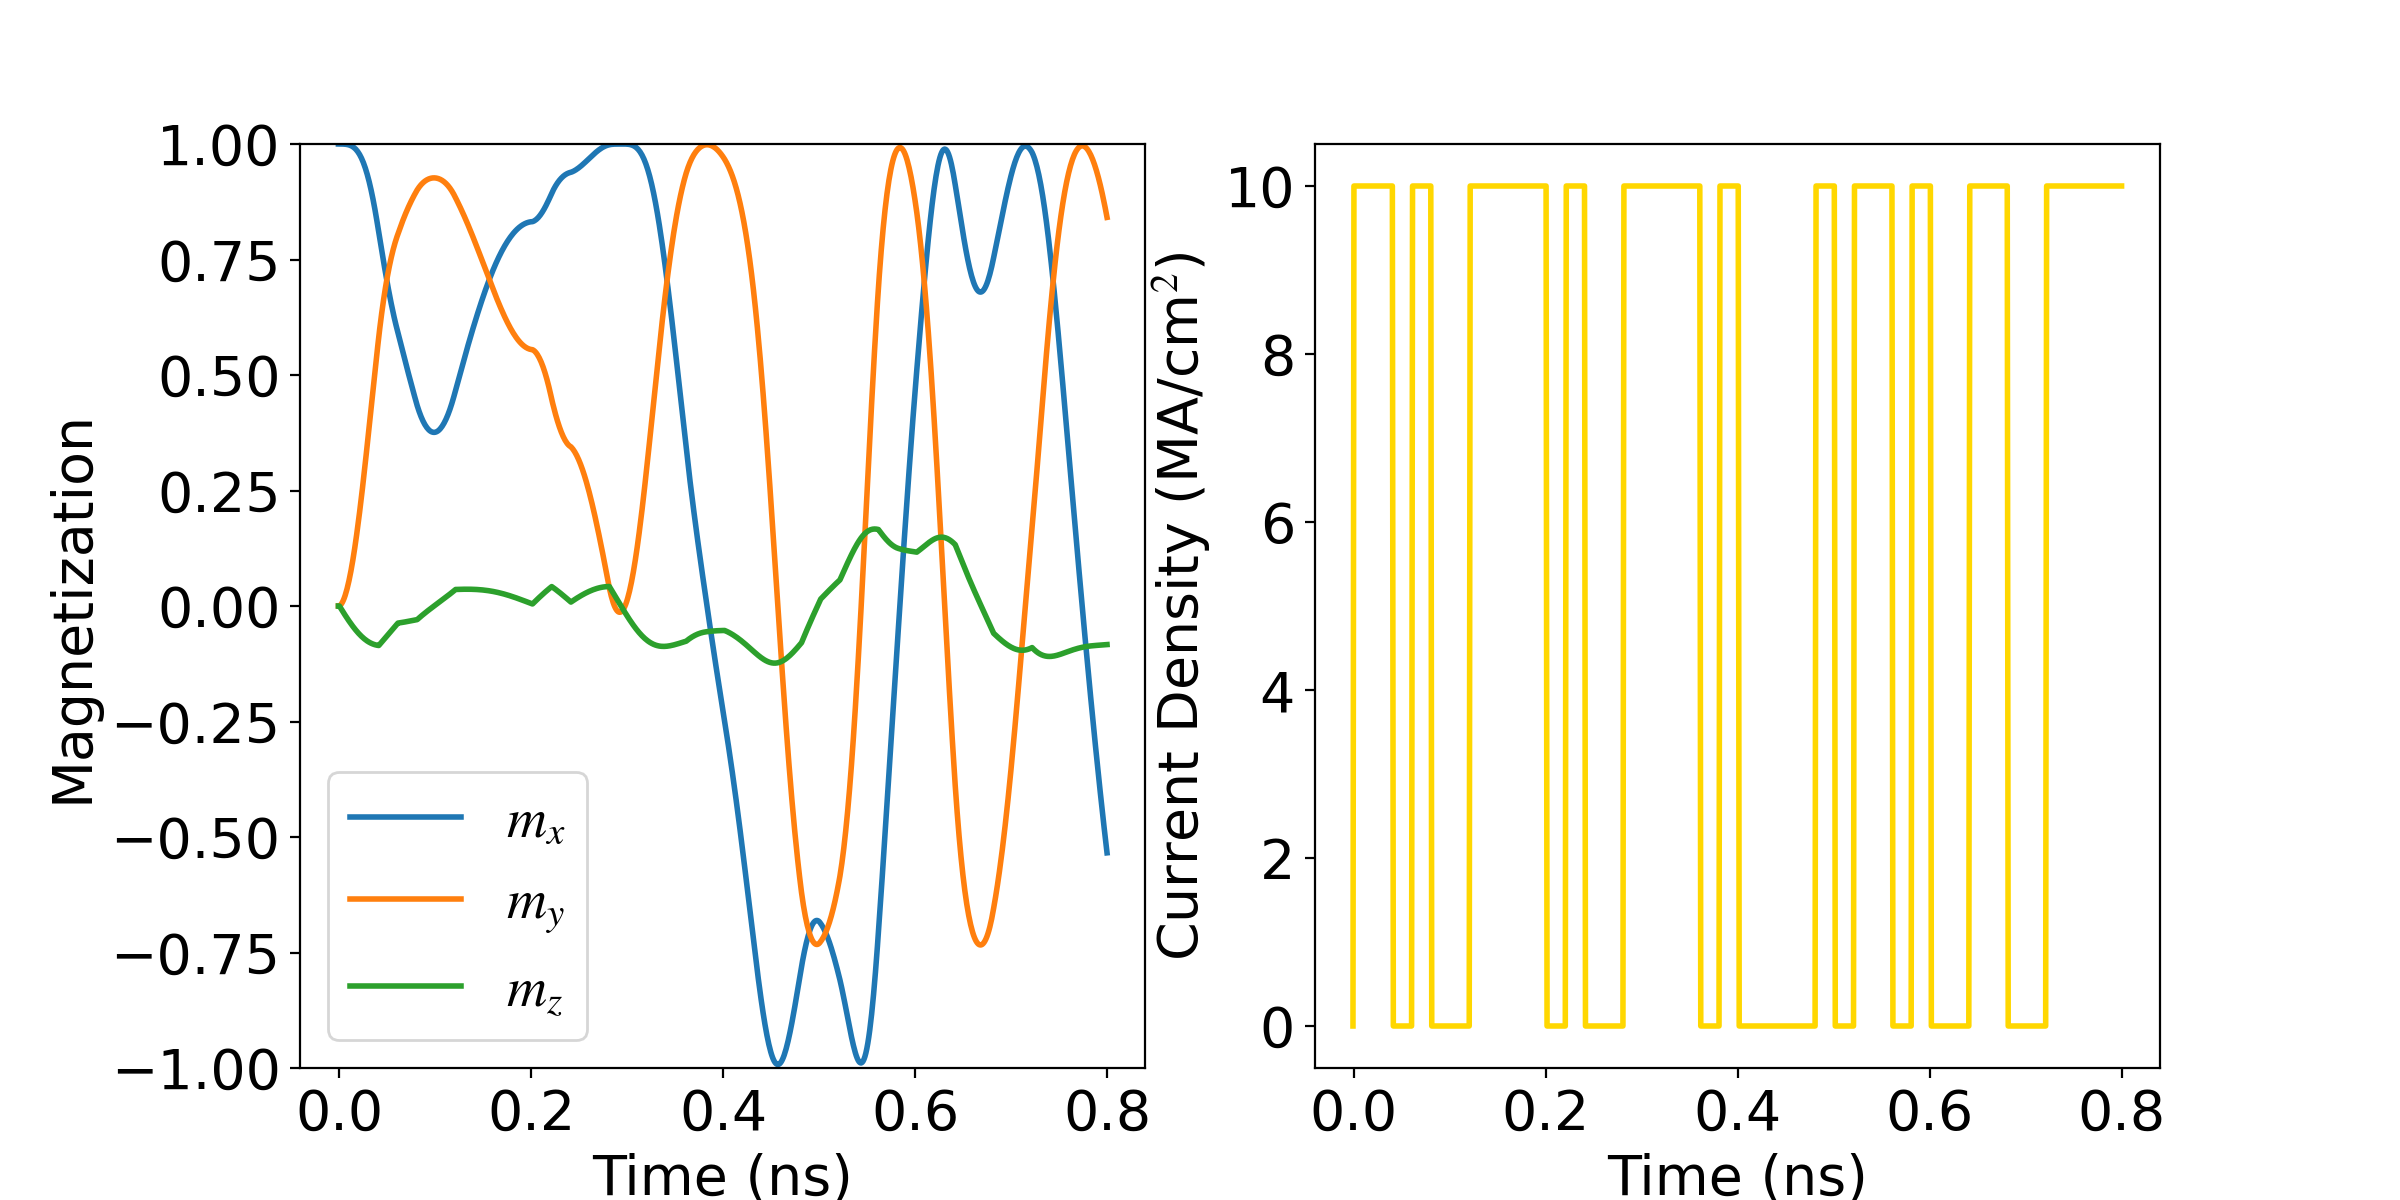 1.00
0.75
0.50
0.25
0.00
−0.25
−0.50
−0.75
−1.00
Magnetization
0.0 0.2 0.4 0.6 0.8
Time (ns)
m_x
m_y
m_z
10
8
6
4
2
0
Current Density (MA/cm²)
0.0 0.2 0.4 0.6 0.8
Time (ns)